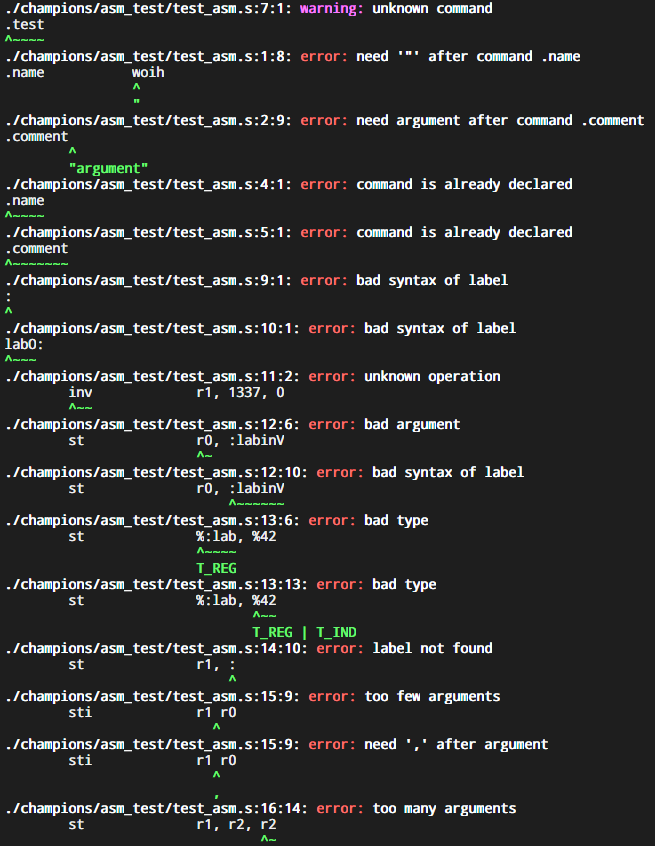 ./champions/asm_test/test_asm.s:7:1: warning: unknown command
.test
^~~~~
./champions/asm_test/test_asm.s:1:8: error: need '"' after command .name
.name           woih
                ^
                "
./champions/asm_test/test_asm.s:2:9: error: need argument after command .comment
.comment
        ^
        "argument"
./champions/asm_test/test_asm.s:4:1: error: command is already declared
.name
^~~~~
./champions/asm_test/test_asm.s:5:1: error: command is already declared
.comment
^~~~~~~~
./champions/asm_test/test_asm.s:9:1: error: bad syntax of label
:
^
./champions/asm_test/test_asm.s:10:1: error: bad syntax of label
labO:
^~~~
./champions/asm_test/test_asm.s:11:2: error: unknown operation
        inv             r1, 1337, 0
        ^~~
./champions/asm_test/test_asm.s:12:6: error: bad argument
        st              r0, :labinV
                        ^~
./champions/asm_test/test_asm.s:12:10: error: bad syntax of label
        st              r0, :labinV
                            ^~~~~~~
./champions/asm_test/test_asm.s:13:6: error: bad type
        st              %:lab, %42
                        ^~~~~
                        T_REG
./champions/asm_test/test_asm.s:13:13: error: bad type
        st              %:lab, %42
                               ^~~
                               T_REG | T_IND
./champions/asm_test/test_asm.s:14:10: error: label not found
        st              r1, :
                            ^
./champions/asm_test/test_asm.s:15:9: error: too few arguments
        sti             r1 r0
                          ^
./champions/asm_test/test_asm.s:15:9: error: need ',' after argument
        sti             r1 r0
                          ^
                          ,
./champions/asm_test/test_asm.s:16:14: error: too many arguments
        st              r1, r2, r2
                                ^~